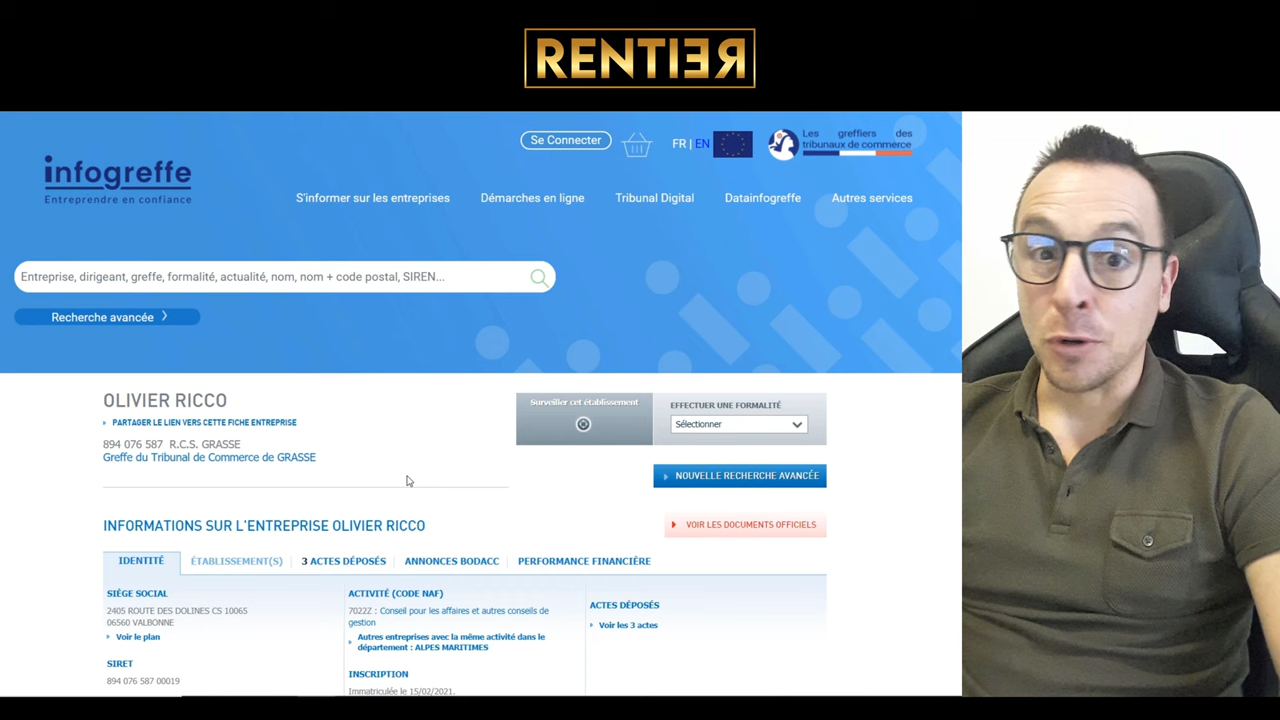 RENTIER
Se Connecter
FR | EN
Les greffiers des
tribunaux de commerce
infogreffe
Entreprendre en confiance
S'informer sur les entreprises
Démarches en ligne
Tribunal Digital
Datainfogreffe
Autres services
Entreprise, dirigeant, greffe, formalité, actualité, nom, nom + code postal, SIREN...
Recherche avancée
OLIVIER RICCO
PARTAGER LE LIEN VERS CETTE FICHE ENTREPRISE
894 076 587 R.C.S. GRASSE
Greffe du Tribunal de Commerce de GRASSE
Surveiller cet établissement
EFFECTUER UNE FORMALITÉ
Sélectionner
NOUVELLE RECHERCHE AVANCÉE
INFORMATIONS SUR L'ENTREPRISE OLIVIER RICCO
VOIR LES DOCUMENTS OFFICIELS
IDENTITÉ
ÉTABLISSEMENT(S)
3 ACTES DÉPOSÉS
ANNONCES BODACC
PERFORMANCE FINANCIÈRE
SIÈGE SOCIAL
2405 ROUTE DES DOLINES CS 10065
06560 VALBONNE
Voir le plan
SIRET
894 076 587 00019
ACTIVITÉ (CODE NAF)
7022Z : Conseil pour les affaires et autres conseils de
gestion
Autres entreprises avec la même activité dans le
département : ALPES MARITIMES
INSCRIPTION
Immatriculée le 15/02/2021.
ACTES DÉPOSÉS
Voir les 3 actes